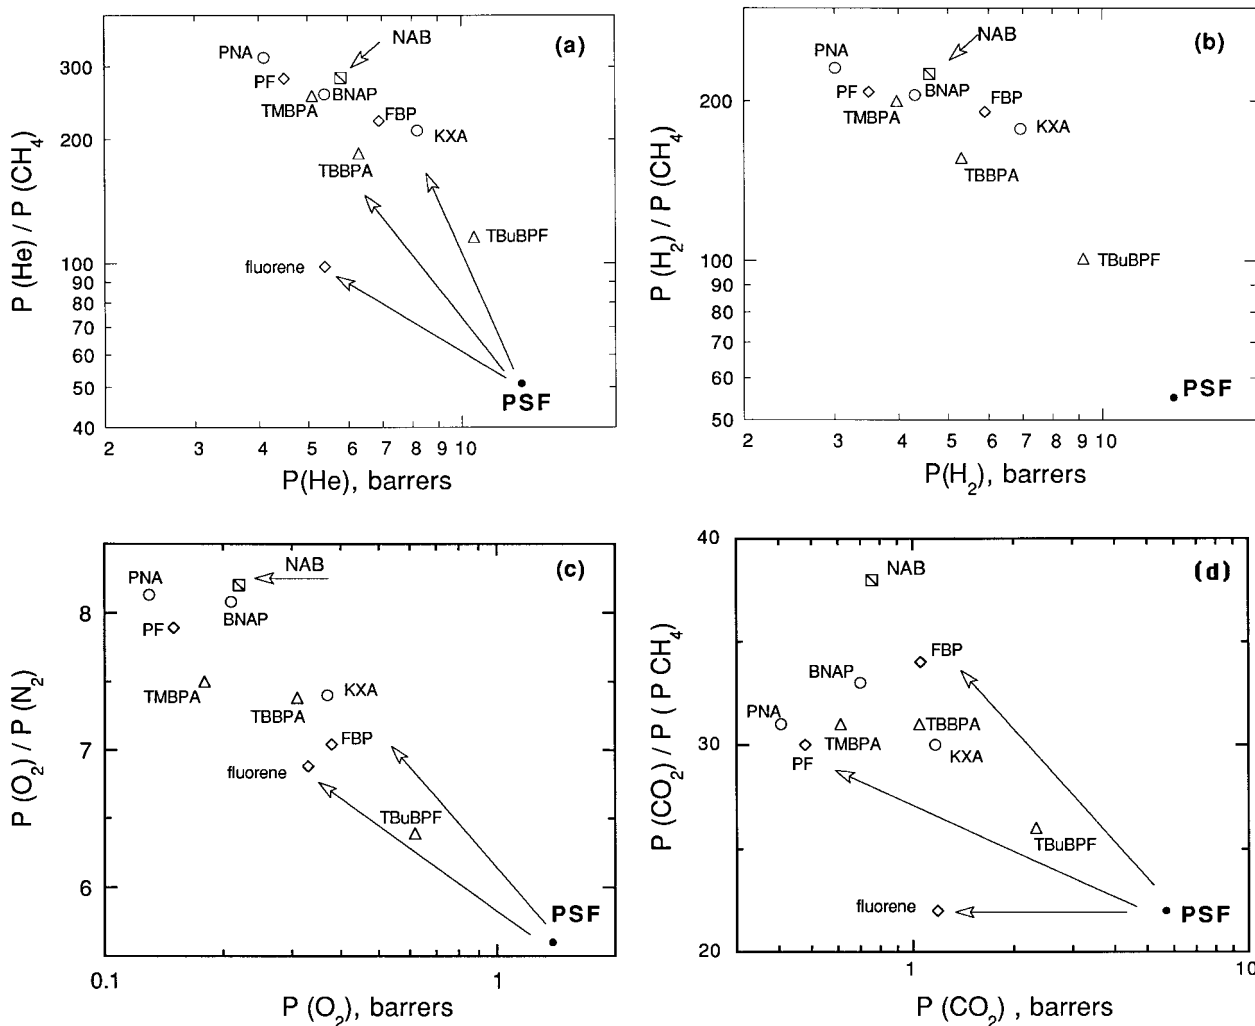 (a)
NAB
PNA
PF
TMBPA
BNAP
FBP
KXA
TBBPA
TBuBPF
fluorene
PSF
300
200
100
90
80
70
60
50
40
2
3
4
5
6
7
8
9
10
P(He), barrers
P (He) / P (CH4)
(b)
NAB
PNA
PF
TMBPA
BNAP
FBP
KXA
TBBPA
TBuBPF
PSF
200
100
90
80
70
60
50
2
3
4
5
6
7
8
9
10
P(H2), barrers
P (H2) / P (CH4)
(c)
NAB
PNA
BNAP
PF
TMBPA
TBBPA
KXA
FBP
fluorene
TBuBPF
PSF
8
7
6
0.1
1
P (O2), barrers
P (O2) / P (N2)
(d)
NAB
FBP
BNAP
PNA
TMBPA
TBBPA
PF
KXA
TBuBPF
fluorene
PSF
40
30
20
1
10
P (CO2) , barrers
P (CO2) / P ( P CH4)